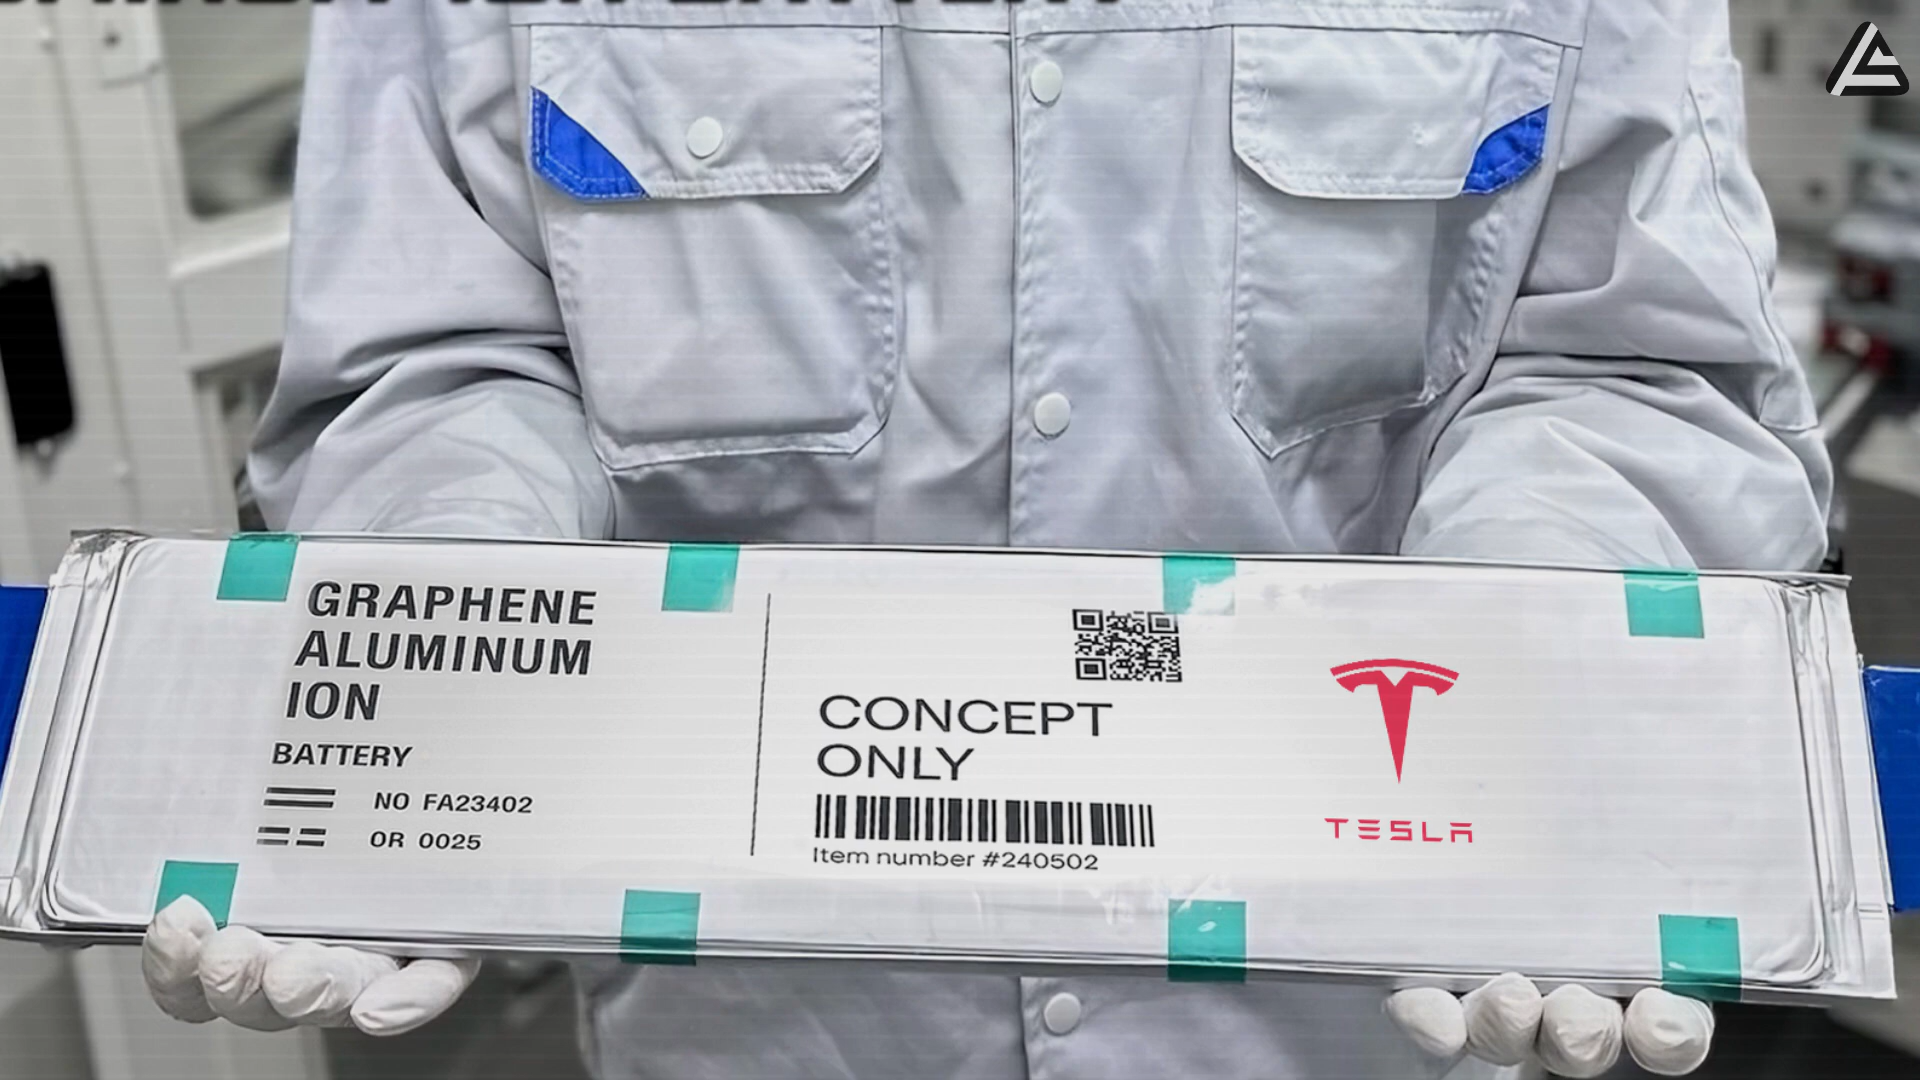 GRAPHENE
ALUMINUM
ION
BATTERY
NO FA23402
OR 0025
CONCEPT
ONLY
Item number #240502
TESLA